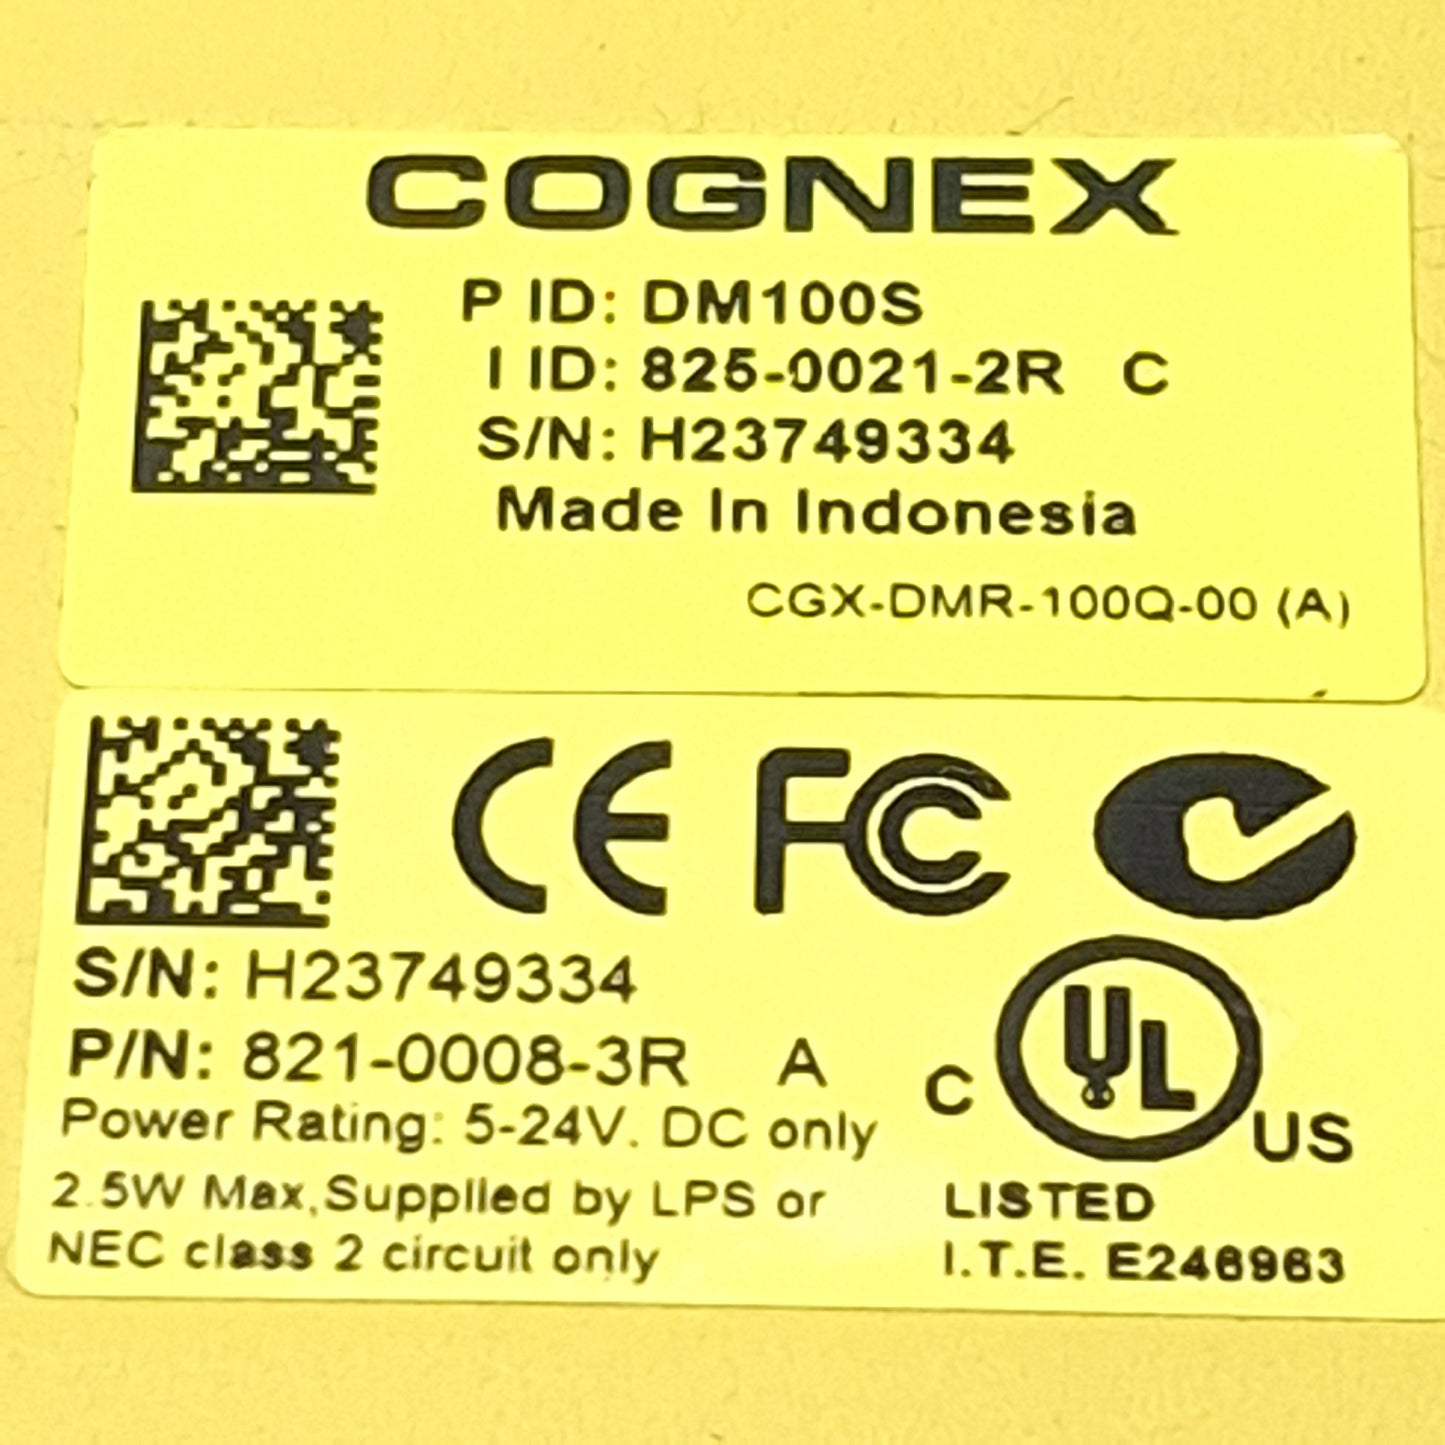 COGNEX
P ID: DM100S
I ID: 825-0021-2R C
S/N: H23749334
Made In Indonesia
CGX-DMR-100Q-00 (A)
CE FC
S/N: H23749334
P/N: 821-0008-3R A
Power Rating: 5-24V. DC only
2.5W Max,Supplied by LPS or
NEC class 2 circuit only
C UL US
LISTED
I.T.E. E246963